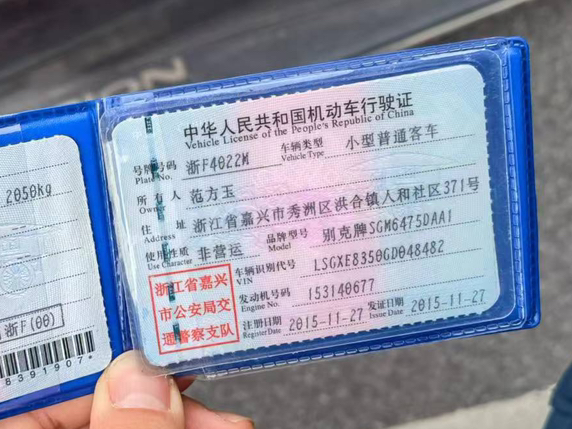 2050kg
浙F(00)
8391907*
中华人民共和国机动车行驶证
Vehicle License of the People's Republic of China
号牌号码 浙F4022M 车辆类型 小型普通客车
Plate No. Vehicle Type
所有人 范方玉
Owner
住址 浙江省嘉兴市秀洲区洪合镇人和社区371号
Address
使用性质 非营运 品牌型号 别克牌SGM6475DAA1
Use Character Model
浙江省嘉兴市公安局交通警察支队
车辆识别代号 LSGXE8350GD048482
VIN
发动机号码 153140677
Engine No.
注册日期 2015-11-27 发证日期 2015-11-27
Register Date Issue Date